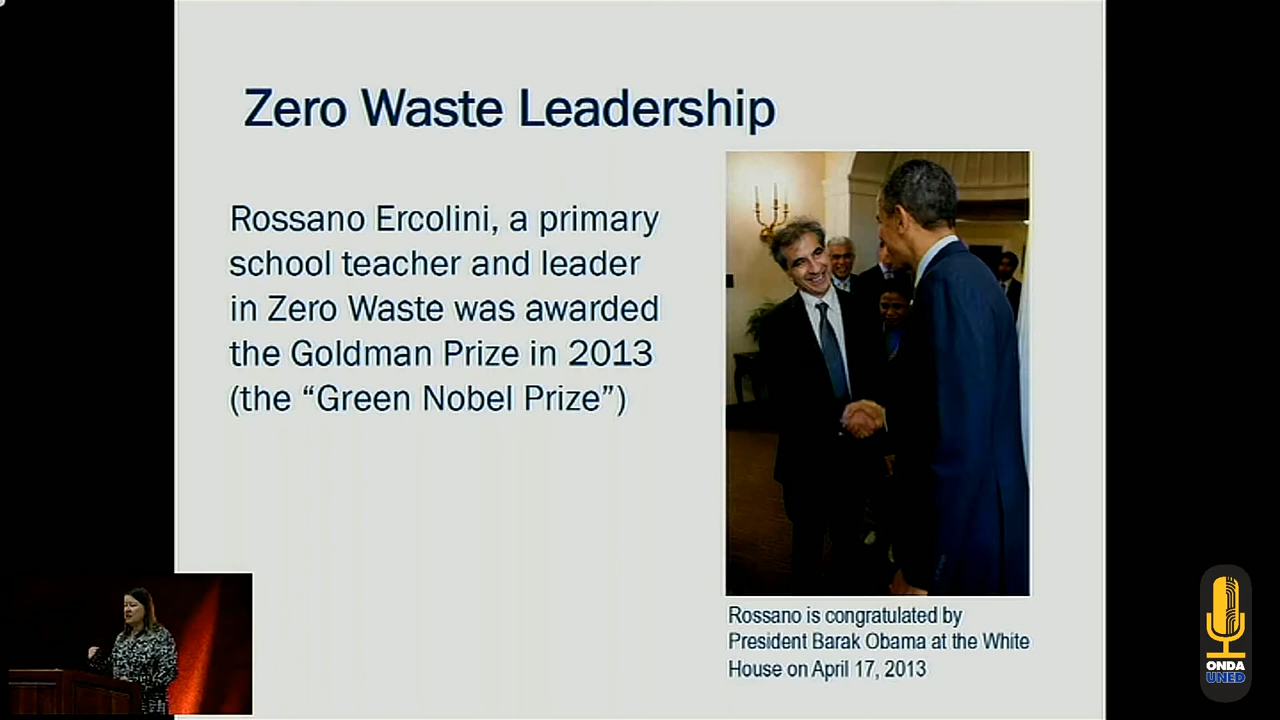 Zero Waste Leadership
Rossano Ercolini, a primary
school teacher and leader
in Zero Waste was awarded
the Goldman Prize in 2013
(the “Green Nobel Prize”)
Rossano is congratulated by
President Barak Obama at the White
House on April 17, 2013
ONDA
UNED